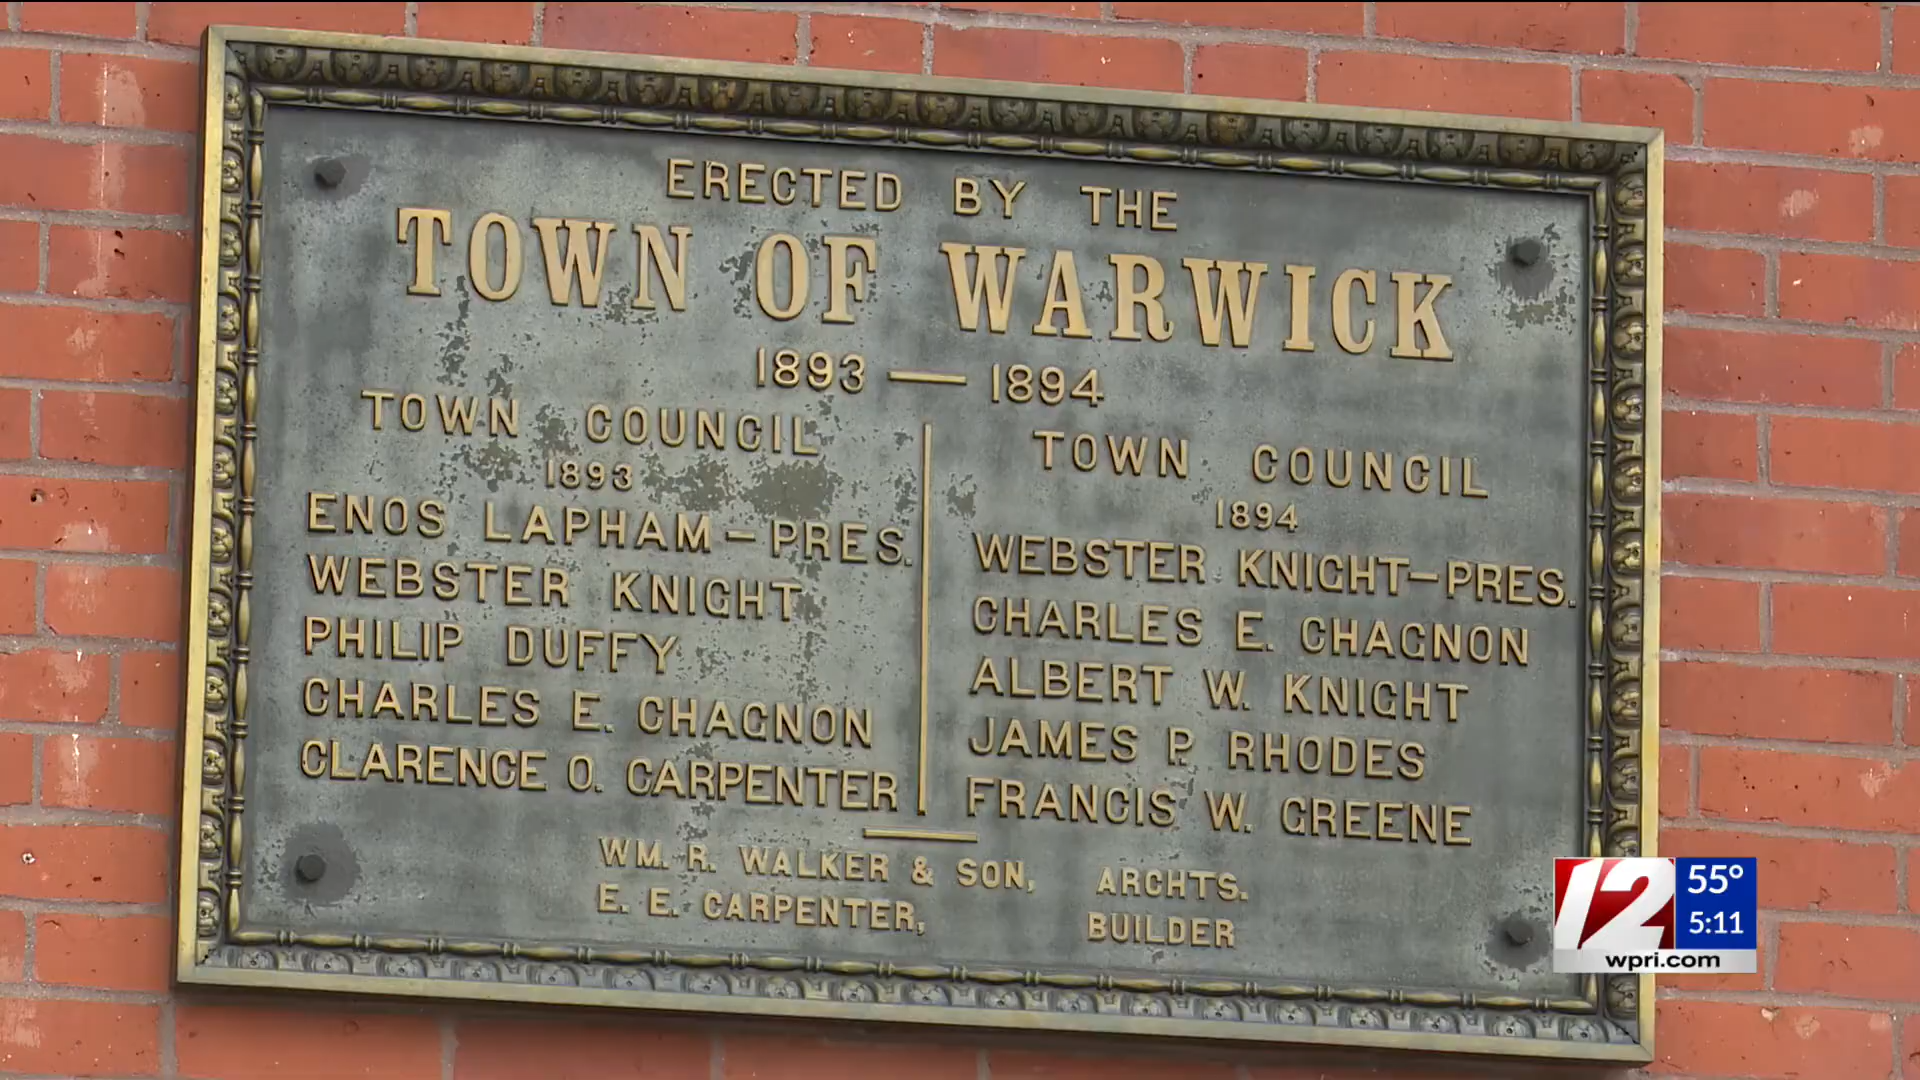 ERECTED BY THE
TOWN OF WARWICK
1893 — 1894
TOWN COUNCIL
1893
ENOS LAPHAM-PRES.
WEBSTER KNIGHT
PHILIP DUFFY
CHARLES E. CHAGNON
CLARENCE O. CARPENTER
TOWN COUNCIL
1894
WEBSTER KNIGHT-PRES.
CHARLES E. CHAGNON
ALBERT W. KNIGHT
JAMES P. RHODES
FRANCIS W. GREENE
WM. R. WALKER & SON, ARCHTS.
E. E. CARPENTER, BUILDER
12
55°
5:11
wpri.com